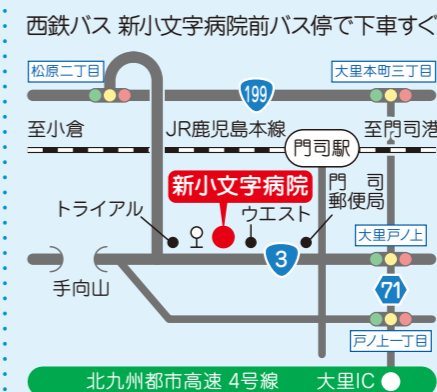 西鉄バス 新小文字病院前バス停で下車すぐ
松原二丁目
大里本町三丁目
199
至小倉
JR鹿児島本線
至門司港
門司駅
新小文字病院
門司
郵便局
トライアル
ウエスト
大里戸ノ上
3
手向山
71
戸ノ上一丁目
北九州都市高速 4号線
大里IC